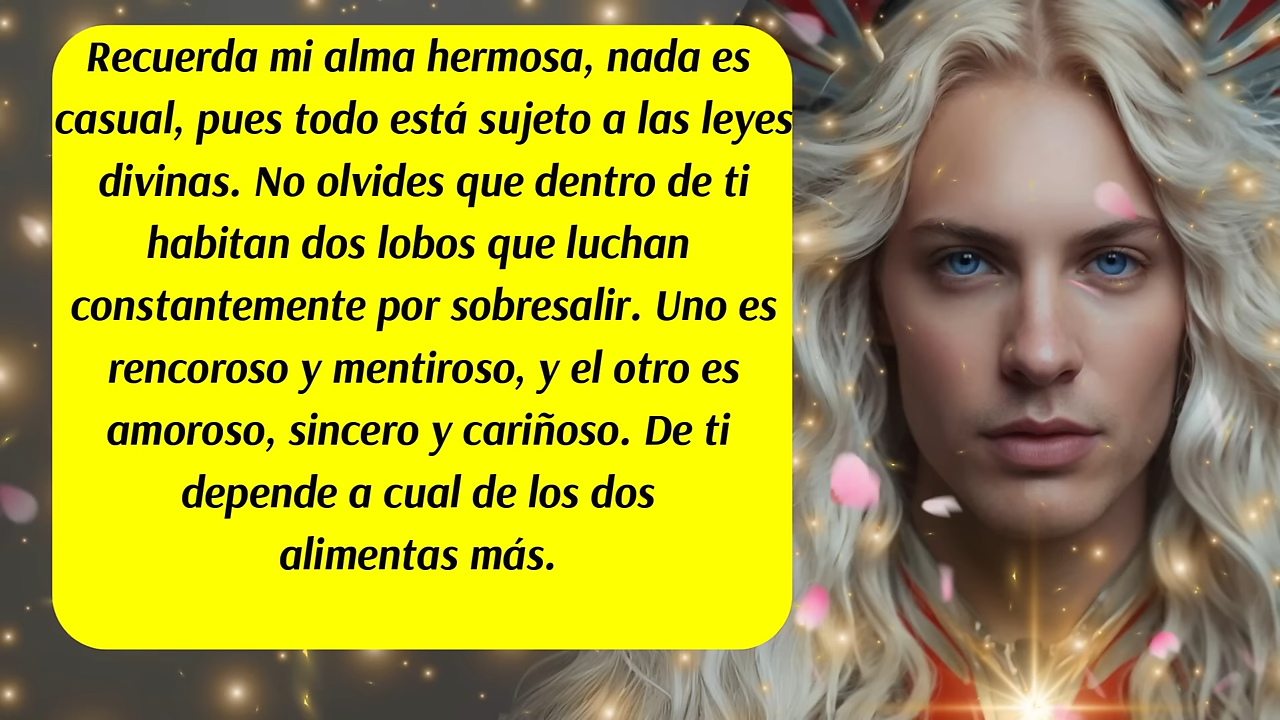 Recuerda mi alma hermosa, nada es
casual, pues todo está sujeto a las leyes
divinas. No olvides que dentro de ti
habitan dos lobos que luchan
constantemente por sobresalir. Uno es
rencoroso y mentiroso, y el otro es
amoroso, sincero y cariñoso. De ti
depende a cual de los dos
alimentas más.